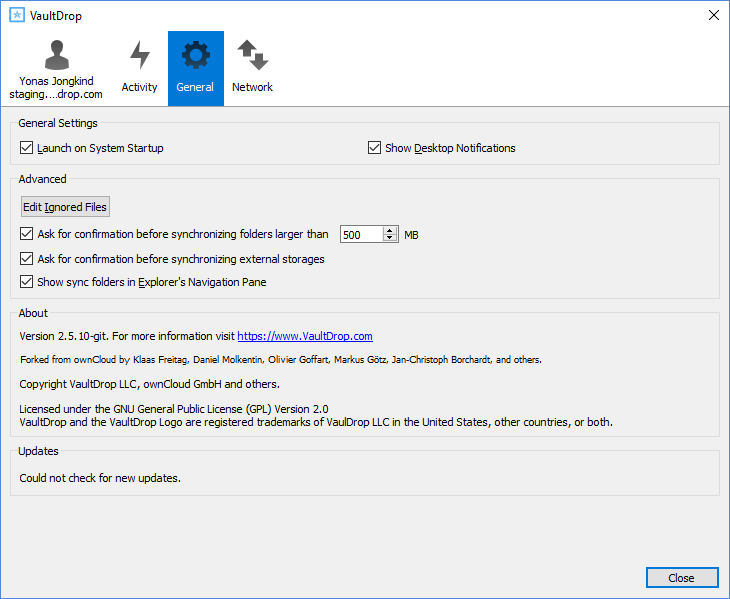 VaultDrop
Yonas Jongkind
staging....drop.com
Activity
General
Network
General Settings
Launch on System Startup
Show Desktop Notifications
Advanced
Edit Ignored Files
Ask for confirmation before synchronizing folders larger than 500 MB
Ask for confirmation before synchronizing external storages
Show sync folders in Explorer's Navigation Pane
About
Version 2.5.10-git. For more information visit https://www.VaultDrop.com
Forked from ownCloud by Klaas Freitag, Daniel Molkentin, Olivier Goffart, Markus Götz, Jan-Christoph Borchardt, and others.
Copyright VaultDrop LLC, ownCloud GmbH and others.
Licensed under the GNU General Public License (GPL) Version 2.0
VaultDrop and the VaultDrop Logo are registered trademarks of VaulDrop LLC in the United States, other countries, or both.
Updates
Could not check for new updates.
Close